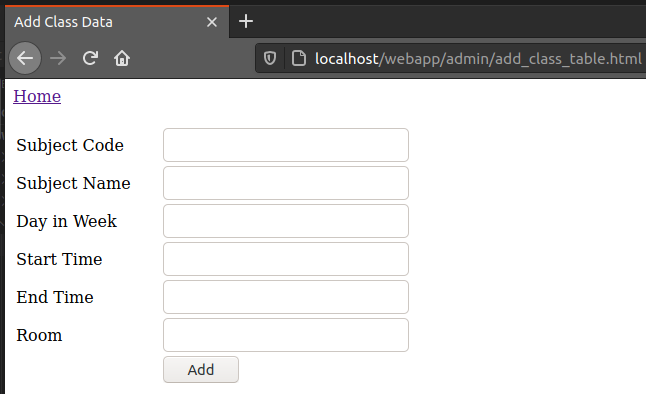 Add Class Data
localhost/webapp/admin/add_class_table.html
Home
Subject Code
Subject Name
Day in Week
Start Time
End Time
Room
Add